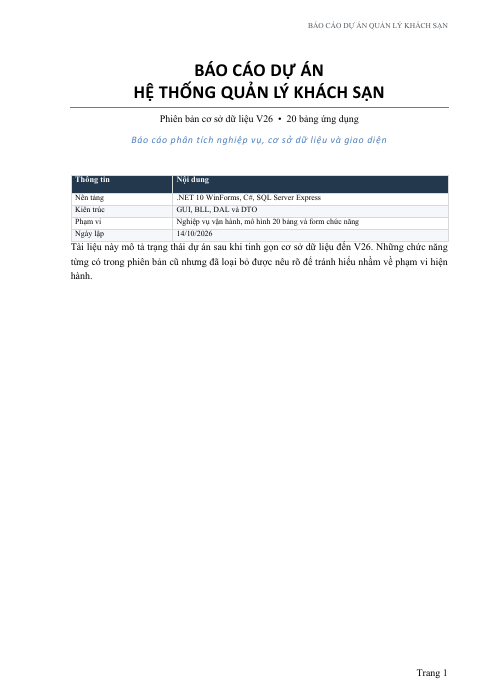 BÁO CÁO DỰ ÁN QUẢN LÝ KHÁCH SẠN
BÁO CÁO DỰ ÁN
HỆ THỐNG QUẢN LÝ KHÁCH SẠN
Phiên bản cơ sở dữ liệu V26 • 20 bảng ứng dụng
Báo cáo phân tích nghiệp vụ, cơ sở dữ liệu và giao diện
Thông tin Nội dung
Nền tảng .NET 10 WinForms, C#, SQL Server Express
Kiến trúc GUI, BLL, DAL và DTO
Phạm vi Nghiệp vụ vận hành, mô hình 20 bảng và form chức năng
Ngày lập 14/10/2026
Tài liệu này mô tả trạng thái dự án sau khi tinh gọn cơ sở dữ liệu đến V26. Những chức năng
từng có trong phiên bản cũ nhưng đã loại bỏ được nêu rõ để tránh hiểu nhầm về phạm vi hiện
hành.
Trang 1